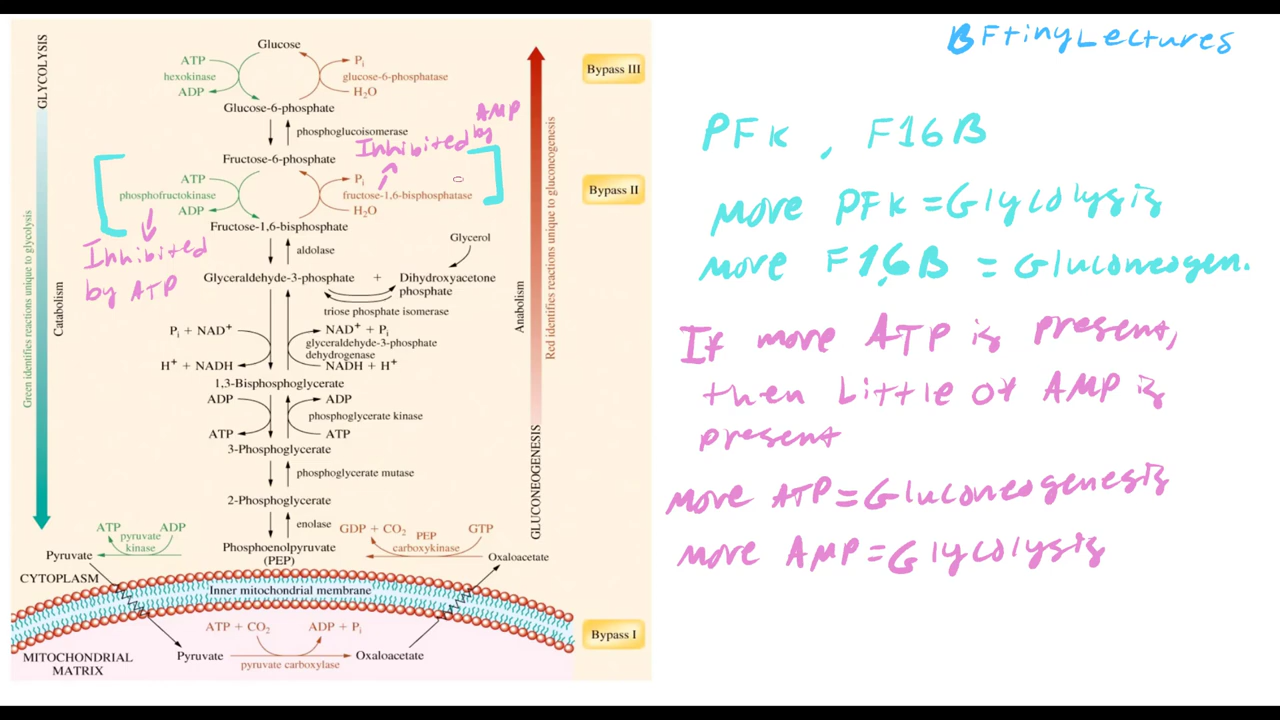 BFtinyLectures
GLYCOLYSIS
Green identifies reactions unique to glycolysis
Catabolism
Glucose
ATP
hexokinase
ADP
Pi
glucose-6-phosphatase
H2O
Bypass III
Glucose-6-phosphate
phosphoglucoisomerase
Inhibited by AMP
Fructose-6-phosphate
ATP
phosphofructokinase
ADP
Pi
fructose-1,6-bisphosphatase
H2O
Bypass II
Inhibited
by ATP
Fructose-1,6-bisphosphate
aldolase
Glycerol
Glyceraldehyde-3-phosphate + Dihydroxyacetone
phosphate
triose phosphate isomerase
Pi + NAD+
H+ + NADH
NAD+ + Pi
glyceraldehyde-3-phosphate
dehydrogenase
NADH + H+
1,3-Bisphosphoglycerate
ADP
ATP
ADP
phosphoglycerate kinase
ATP
3-Phosphoglycerate
phosphoglycerate mutase
2-Phosphoglycerate
enolase
ATP
ADP
pyruvate
kinase
GDP + CO2
GTP
PEP
carboxykinase
Pyruvate
Phosphoenolpyruvate
(PEP)
Oxaloacetate
CYTOPLASM
Inner mitochondrial membrane
ATP + CO2
ADP + Pi
Bypass I
MITOCHONDRIAL
MATRIX
Pyruvate
pyruvate carboxylase
Oxaloacetate
Anabolism
GLUCONEOGENESIS
Red identifies reactions unique to gluconeogenesis
PFK , F16B
more PFK = Glycolysis
more F1,6B = Gluconeogen.
If more ATP is present,
then Little of AMP is
present
more ATP = Gluconeogenesis
more AMP = Glycolysis